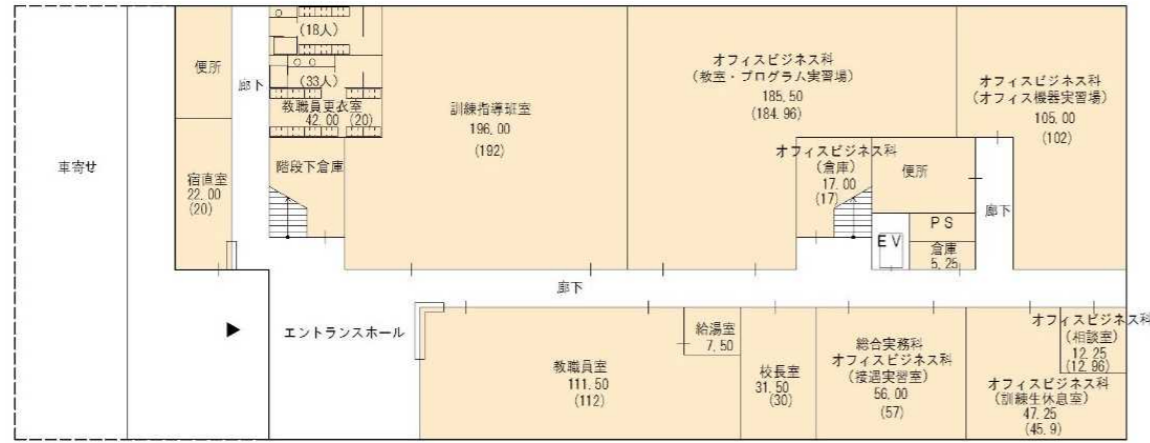 車寄せ
便所
廊下
宿直室
22.00
(20)
(18人)
(33人)
教職員更衣室
42.00 (20)
階段下倉庫
訓練指導班室
196.00
(192)
オフィスビジネス科
(教室・プログラム実習場)
185.50
(184.96)
オフィスビジネス科
(オフィス機器実習場)
105.00
(102)
オフィスビジネス科
(倉庫)
17.00
(17)
便所
PS
EV
倉庫
5.25
廊下
廊下
エントランスホール
教職員室
111.50
(112)
給湯室
7.50
校長室
31.50
(30)
総合実務科
オフィスビジネス科
(接遇実習室)
56.00
(57)
オフィスビジネス科
(相談室)
12.25
(12.96)
オフィスビジネス科
(訓練生休息室)
47.25
(45.9)